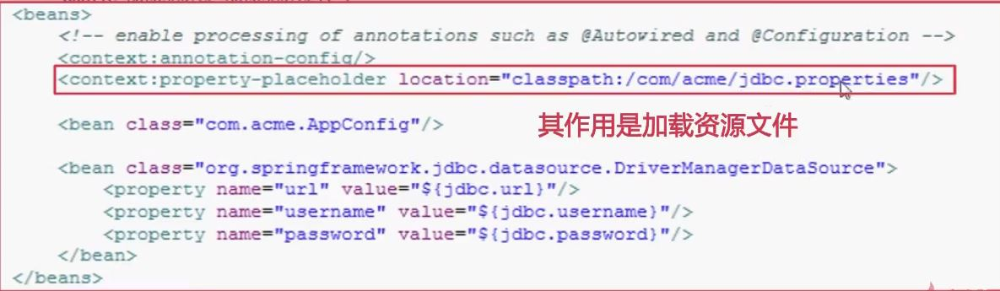 <beans>
<!-- enable processing of annotations such as @Autowired and @Configuration -->
<context:annotation-config/>
<context:property-placeholder location="classpath:/com/acme/jdbc.properties"/>
<bean class="com.acme.AppConfig"/>
其作用是加载资源文件
<bean class="org.springframework.jdbc.datasource.DriverManagerDataSource">
<property name="url" value="${jdbc.url}"/>
<property name="username" value="${jdbc.username}"/>
<property name="password" value="${jdbc.password}"/>
</bean>
</beans>